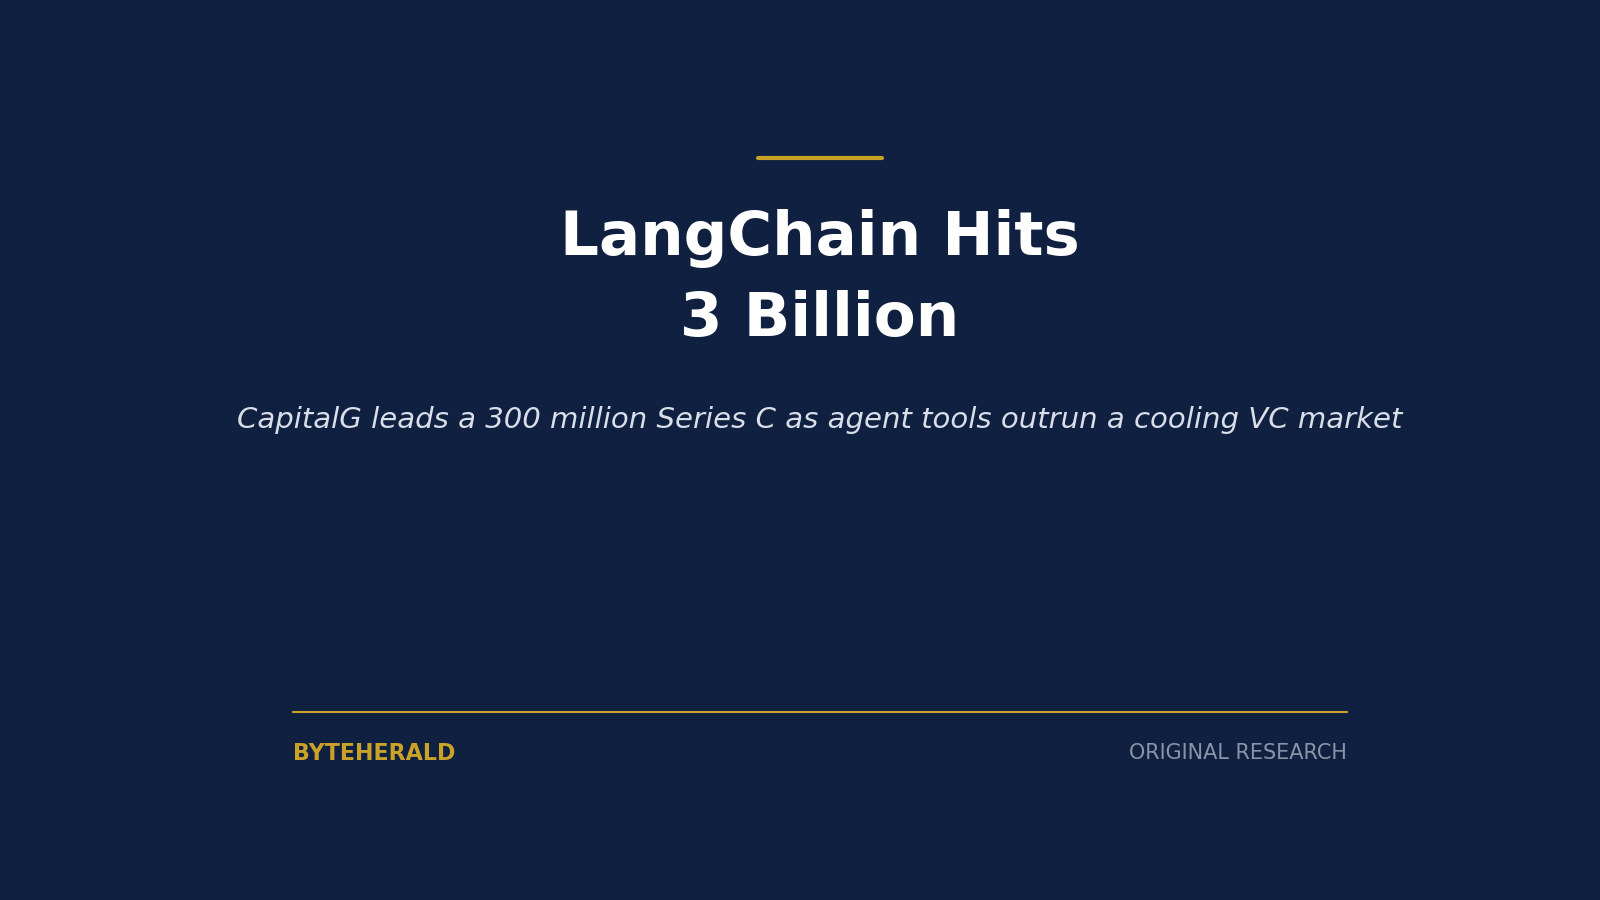 LangChain Hits
3 Billion
CapitalG leads a 300 million Series C as agent tools outrun a cooling VC market
BYTEHERALD
ORIGINAL RESEARCH